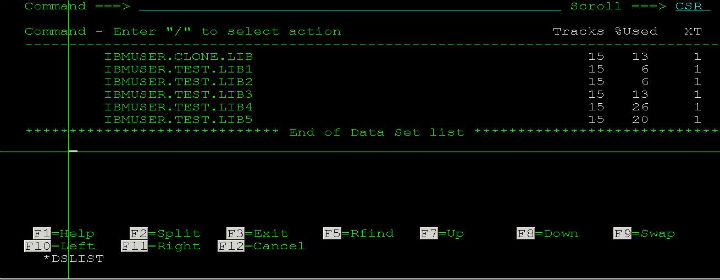 Command ===> Scroll ===> CSR
Command - Enter "/" to select action Tracks %Used XT
IBMUSER.CLONE.LIB 15 13 1
IBMUSER.TEST.LIB1 15 6 1
IBMUSER.TEST.LIB2 15 6 1
IBMUSER.TEST.LIB3 15 13 1
IBMUSER.TEST.LIB4 15 26 1
IBMUSER.TEST.LIB5 15 20 1
***************************** End of Data Set list ****************************
F1=Help F2=Split F3=Exit F5=Rfind F7=Up F8=Down F9=Swap
F10=Left F11=Right F12=Cancel
*DSLIST